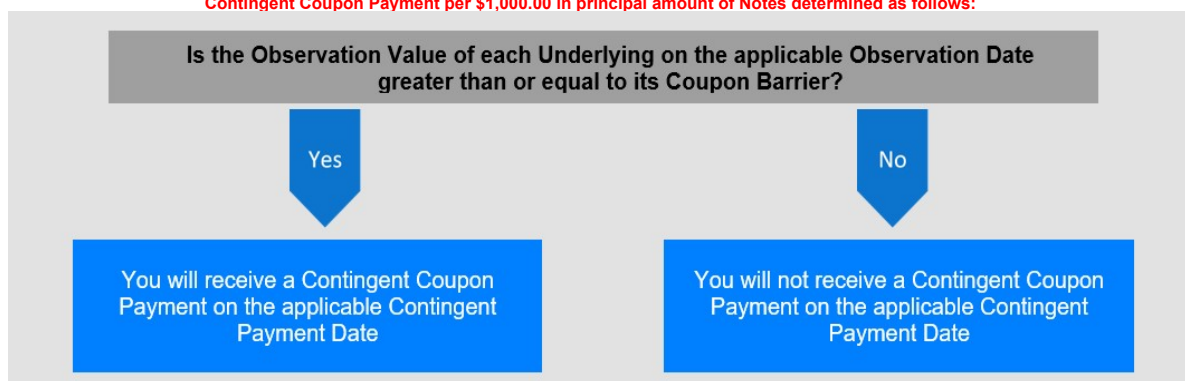 Contingent Coupon Payment per $1,000.00 in principal amount of Notes determined as follows:
Is the Observation Value of each Underlying on the applicable Observation Date
greater than or equal to its Coupon Barrier?
Yes
No
You will receive a Contingent Coupon
Payment on the applicable Contingent
Payment Date
You will not receive a Contingent Coupon
Payment on the applicable Contingent
Payment Date